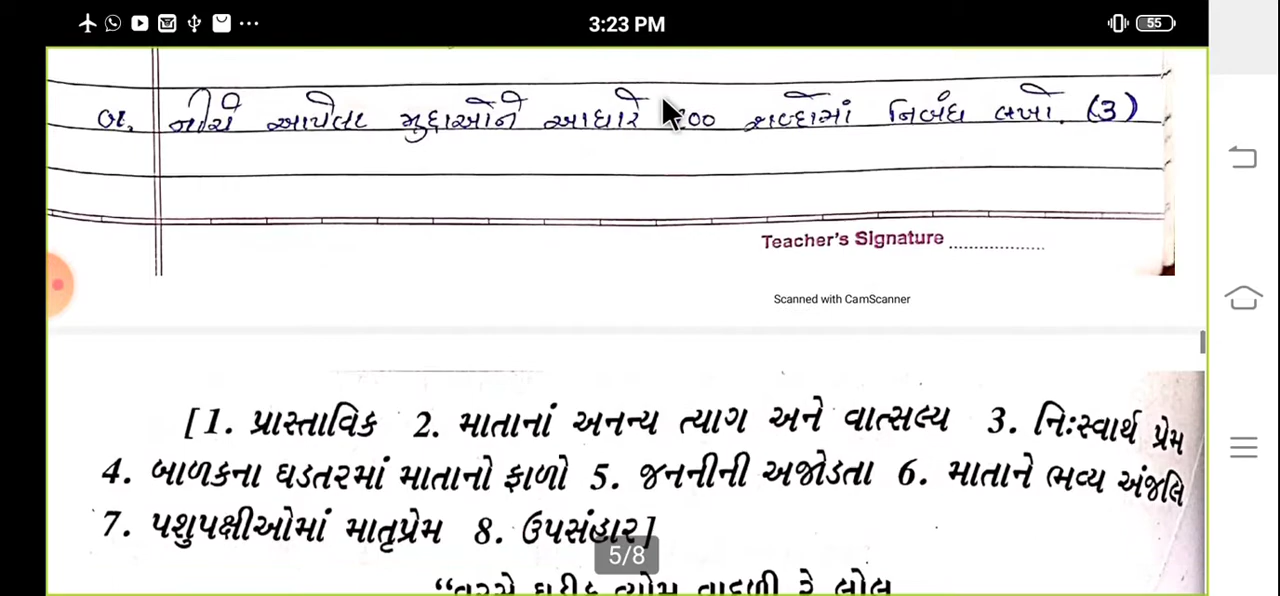 3:23 PM
55
બ. નીચે આપેલા મુદ્દાઓને આધારે 00 શબ્દોમાં નિબંધ લખો. (3)
Teacher's Signature
Scanned with CamScanner
[1. પ્રાસ્તાવિક 2. માતાનાં અનન્ય ત્યાગ અને વાત્સલ્ય 3. નિઃસ્વાર્થ પ્રેમ
4. બાળકના ઘડતરમાં માતાનો ફાળો 5. જનનીની અજોડતા 6. માતાને ભવ્ય અંજલિ
7. પશુપક્ષીઓમાં માતૃપ્રેમ 8. ઉપસંહાર]
5/8